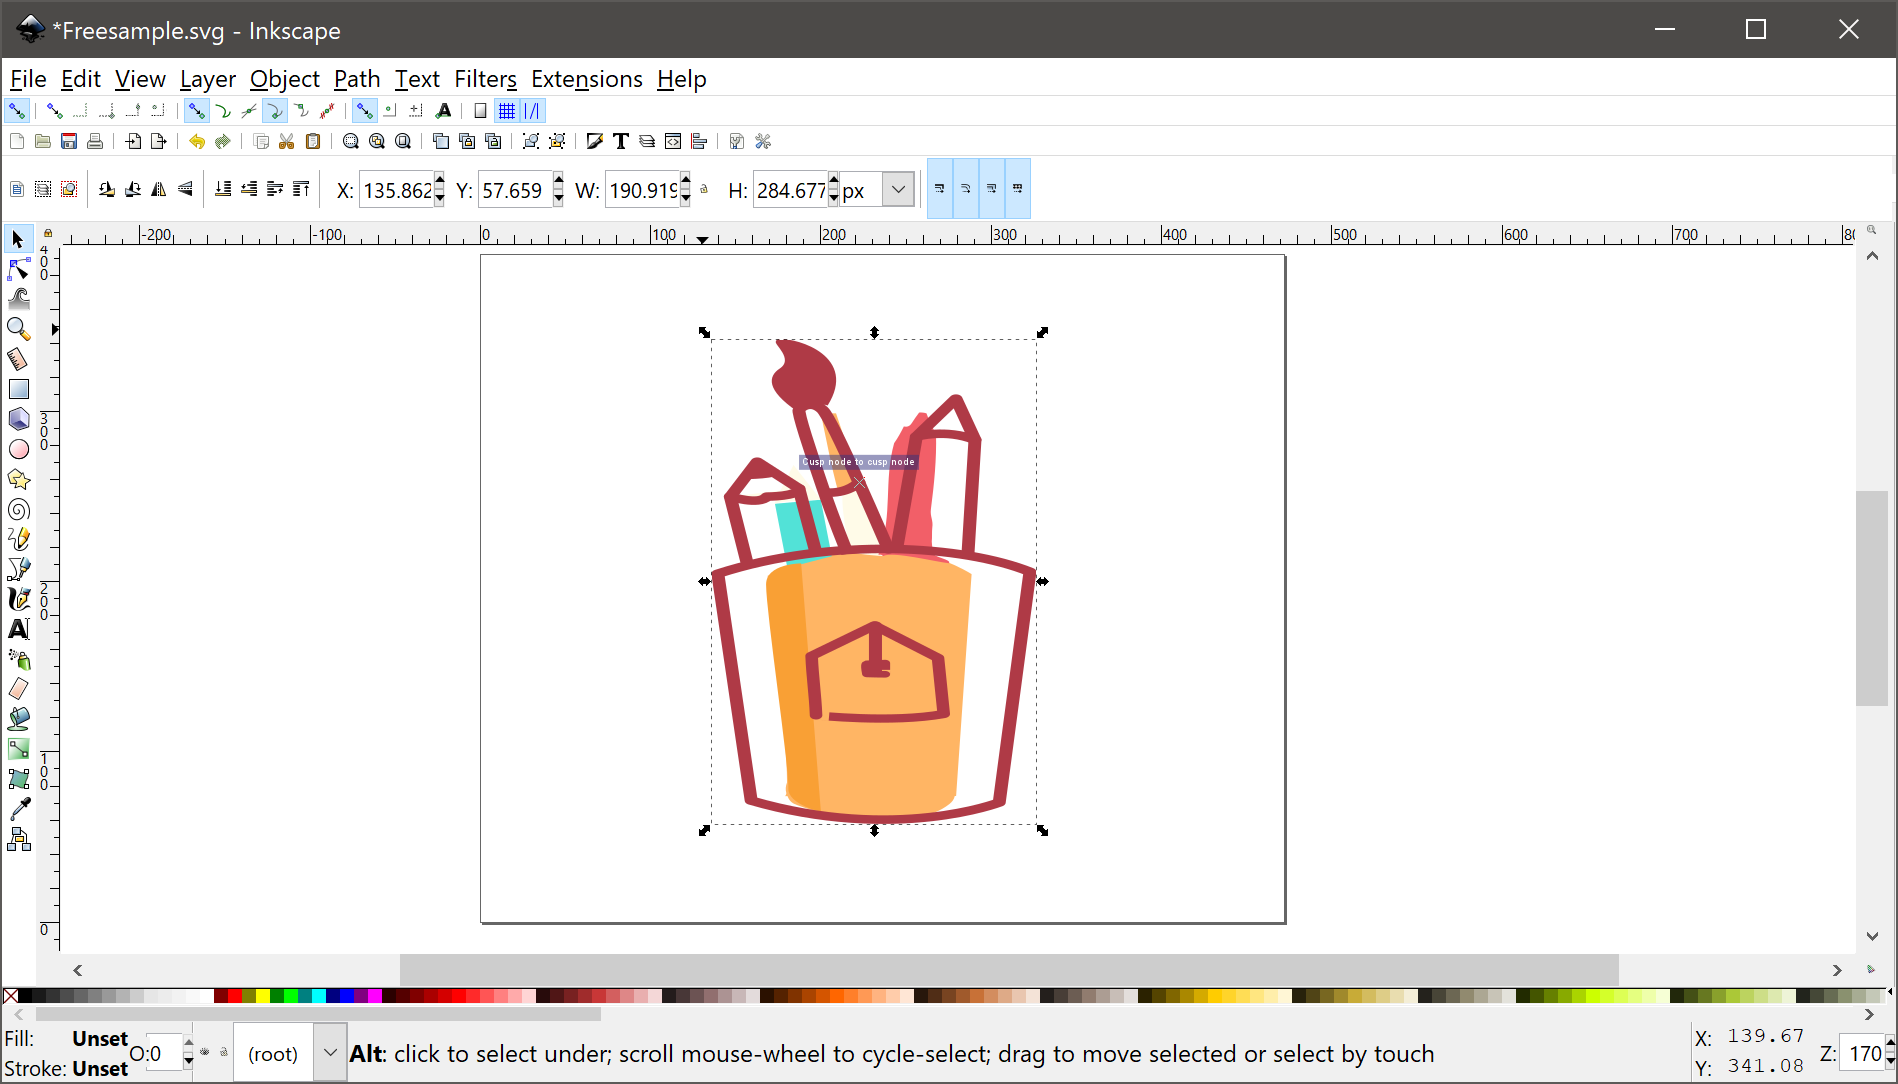 *Freesample.svg - Inkscape
File Edit View Layer Object Path Text Filters Extensions Help
X: 135.862 Y: 57.659 W: 190.919 H: 284.677 px
-200 -100 0 100 200 300 400 500 600 700 80
400
300
200
100
0
Cusp node to cusp node
Fill: Unset
Stroke: Unset
O:0
(root)
Alt: click to select under; scroll mouse-wheel to cycle-select; drag to move selected or select by touch
X: 139.67
Y: 341.08
Z: 170